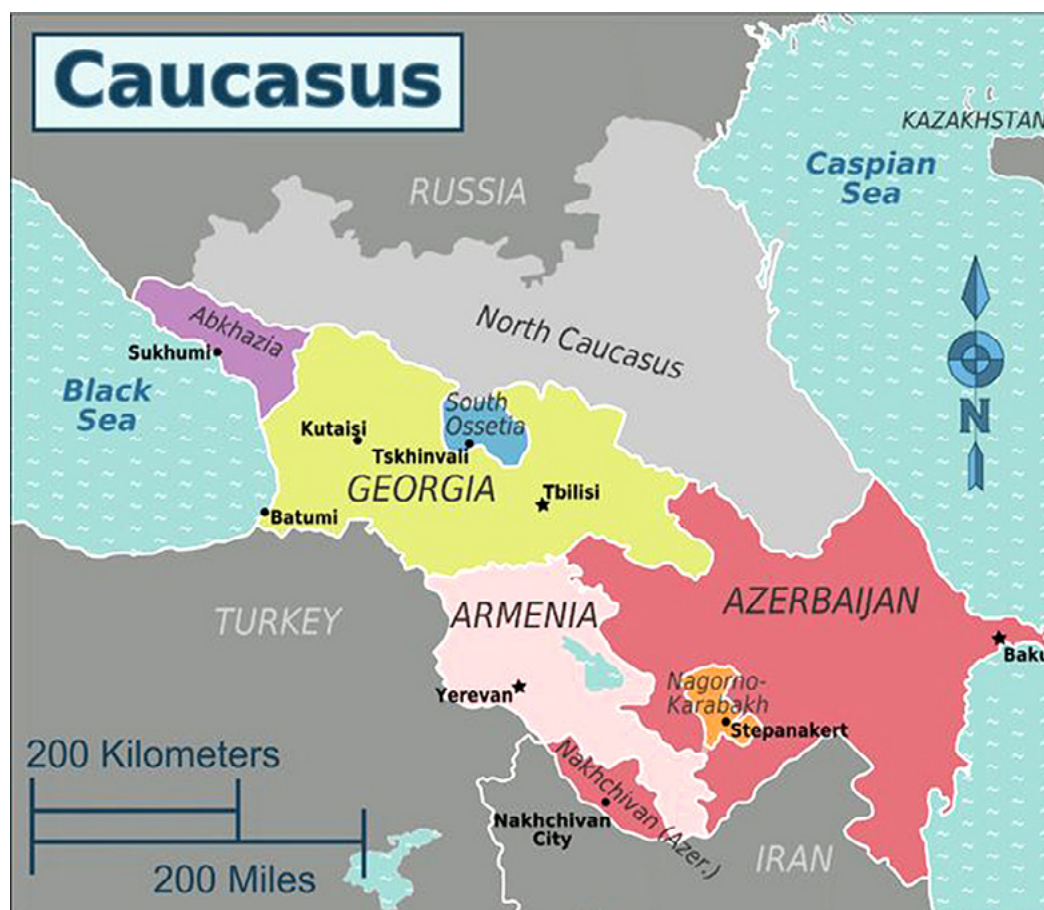 Caucasus
RUSSIA
KAZAKHSTAN
Caspian
Sea
North Caucasus
Abkhazia
Sukhumi
Black
Sea
South
Ossetia
Kutaisi
Tskhinvali
GEORGIA
Tbilisi
Batumi
N
TURKEY
ARMENIA
AZERBAIJAN
Baku
Yerevan
Nagorno-
Karabakh
Stepanakert
Nakhchivan (Azer.)
Nakhchivan
City
IRAN
200 Kilometers
200 Miles